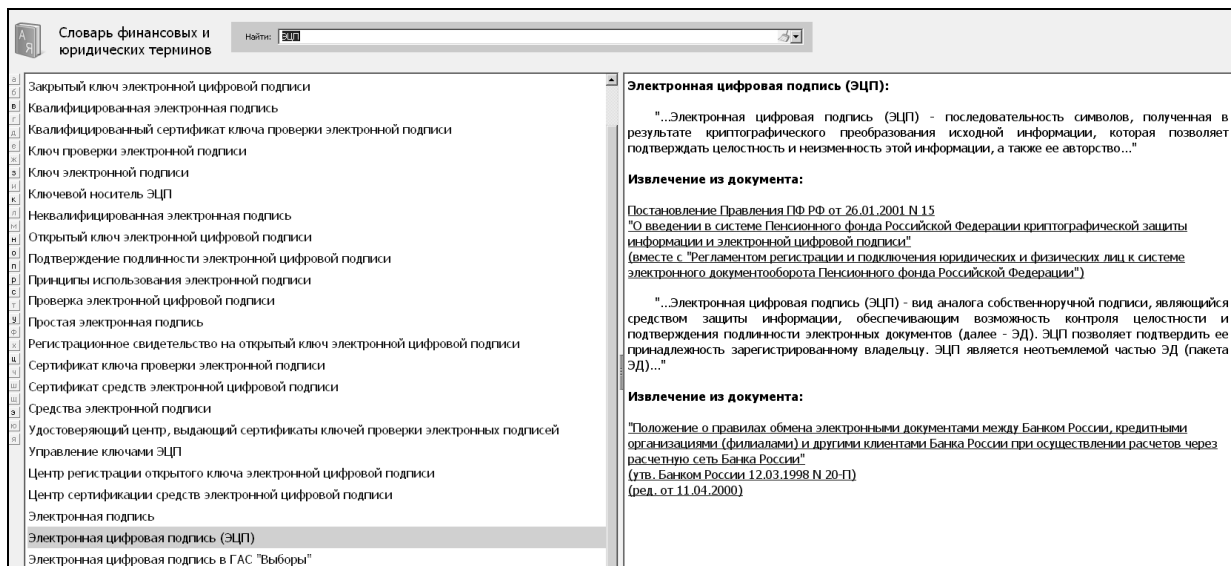 Словарь финансовых и
юридических терминов
Найти: ЭЦП
а
б
в
г
д
е
ж
з
и
к
л
м
н
о
п
р
с
т
у
ф
х
ц
ч
ш
щ
э
ю
я
Закрытый ключ электронной цифровой подписи
Квалифицированная электронная подпись
Квалифицированный сертификат ключа проверки электронной подписи
Ключ проверки электронной подписи
Ключ электронной подписи
Ключевой носитель ЭЦП
Неквалифицированная электронная подпись
Открытый ключ электронной цифровой подписи
Подтверждение подлинности электронной цифровой подписи
Принципы использования электронной подписи
Проверка электронной цифровой подписи
Простая электронная подпись
Регистрационное свидетельство на открытый ключ электронной цифровой подписи
Сертификат ключа проверки электронной подписи
Сертификат средств электронной цифровой подписи
Средства электронной подписи
Удостоверяющий центр, выдающий сертификаты ключей проверки электронных подписей
Управление ключами ЭЦП
Центр регистрации открытого ключа электронной цифровой подписи
Центр сертификации средств электронной цифровой подписи
Электронная подпись
Электронная цифровая подпись (ЭЦП)
Электронная цифровая подпись в ГАС "Выборы"
Электронная цифровая подпись (ЭЦП):
"...Электронная цифровая подпись (ЭЦП) - последовательность символов, полученная в
результате криптографического преобразования исходной информации, которая позволяет
подтверждать целостность и неизменность этой информации, а также ее авторство..."
Извлечение из документа:
Постановление Правления ПФ РФ от 26.01.2001 N 15
"О введении в системе Пенсионного фонда Российской Федерации криптографической защиты
информации и электронной цифровой подписи"
(вместе с "Регламентом регистрации и подключения юридических и физических лиц к системе
электронного документооборота Пенсионного фонда Российской Федерации")
"...Электронная цифровая подпись (ЭЦП) - вид аналога собственноручной подписи, являющийся
средством защиты информации, обеспечивающим возможность контроля целостности и
подтверждения подлинности электронных документов (далее - ЭД). ЭЦП позволяет подтвердить ее
принадлежность зарегистрированному владельцу. ЭЦП является неотъемлемой частью ЭД (пакета
ЭД)..."
Извлечение из документа:
"Положение о правилах обмена электронными документами между Банком России, кредитными
организациями (филиалами) и другими клиентами Банка России при осуществлении расчетов через
расчетную сеть Банка России"
(утв. Банком России 12.03.1998 N 20-П)
(ред. от 11.04.2000)